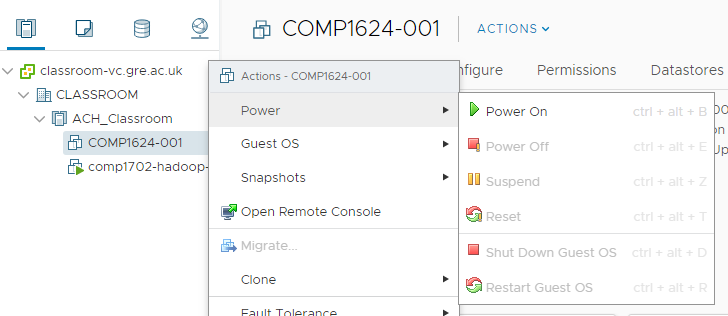 COMP1624-001
ACTIONS
classroom-vc.gre.ac.uk
CLASSROOM
ACH_Classroom
COMP1624-001
comp1702-hadoop-
Actions - COMP1624-001
Power
Guest OS
Snapshots
Open Remote Console
Migrate...
Clone
Fault Tolerance
nfigure
Permissions
Datastores
Power On ctrl + alt + B
Power Off ctrl + alt + E
Suspend ctrl + alt + Z
Reset ctrl + alt + T
Shut Down Guest OS ctrl + alt + D
Restart Guest OS ctrl + alt + R